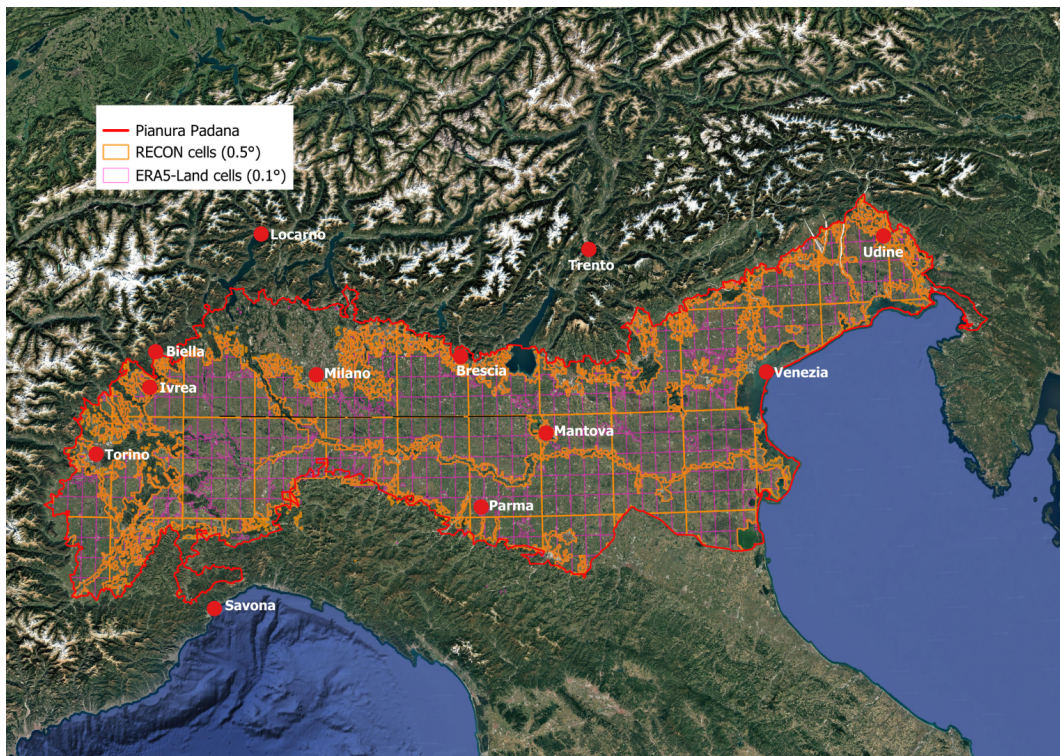 Pianura Padana
RECON cells (0.5°)
ERA5-Land cells (0.1°)
Locarno
Trento
Udine
Biella
Ivrea
Milano
Brescia
Venezia
Mantova
Torino
Parma
Savona